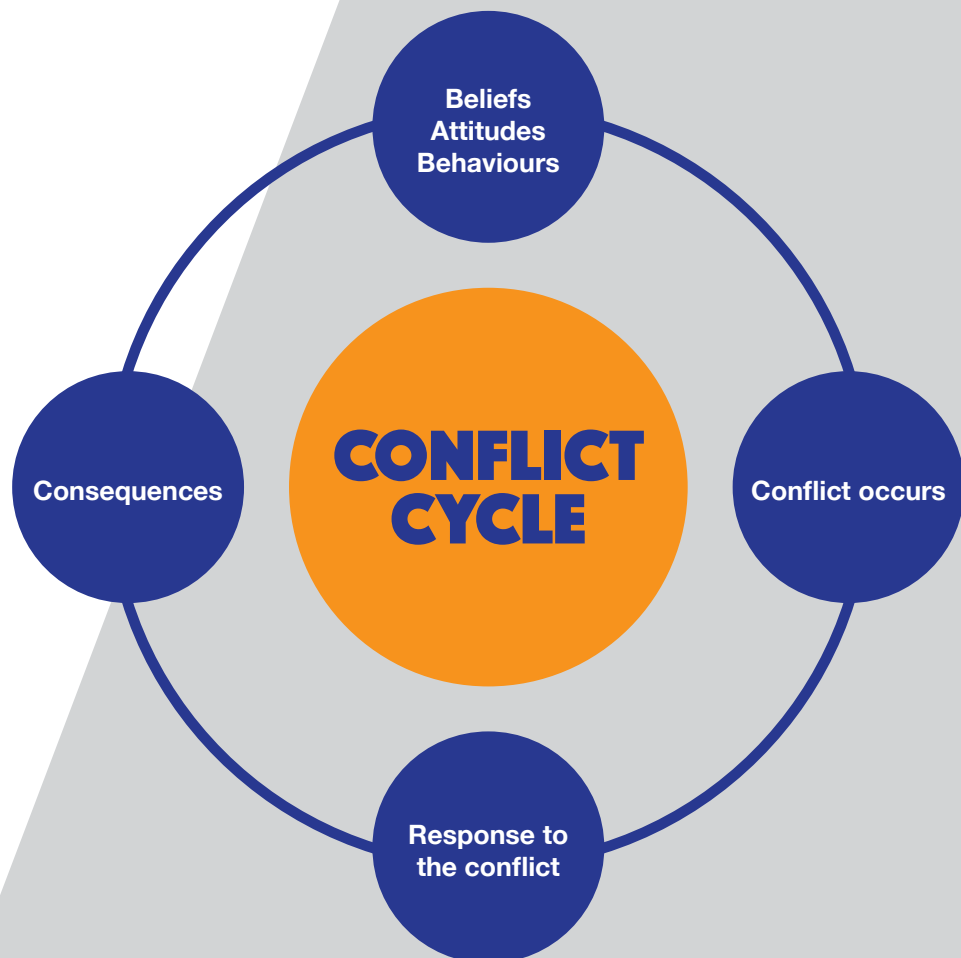 Beliefs
Attitudes
Behaviours
Consequences
CONFLICT
CYCLE
Conflict occurs
Response to
the conflict